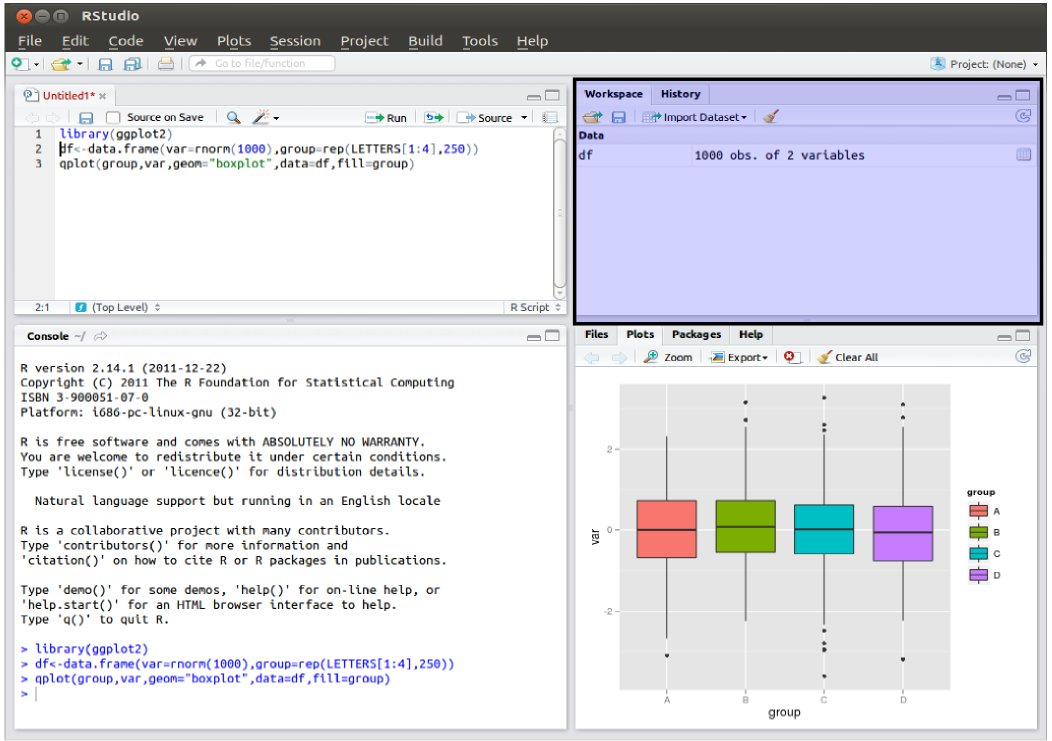 RStudio
File Edit Code View Plots Session Project Build Tools Help
Go to file/function
Project: (None)
Untitled1*
Source on Save
Run
Source
1 library(ggplot2)
2 df<-data.frame(var=rnorm(1000),group=rep(LETTERS[1:4],250))
3 qplot(group,var,geom="boxplot",data=df,fill=group)
2:1 (Top Level) R Script
Workspace History
Import Dataset
Data
df 1000 obs. of 2 variables
Console ~/
R version 2.14.1 (2011-12-22)
Copyright (C) 2011 The R Foundation for Statistical Computing
ISBN 3-900051-07-0
Platform: i686-pc-linux-gnu (32-bit)
R is free software and comes with ABSOLUTELY NO WARRANTY.
You are welcome to redistribute it under certain conditions.
Type 'license()' or 'licence()' for distribution details.
Natural language support but running in an English locale
R is a collaborative project with many contributors.
Type 'contributors()' for more information and
'citation()' on how to cite R or R packages in publications.
Type 'demo()' for some demos, 'help()' for on-line help, or
'help.start()' for an HTML browser interface to help.
Type 'q()' to quit R.
> library(ggplot2)
> df<-data.frame(var=rnorm(1000),group=rep(LETTERS[1:4],250))
> qplot(group,var,geom="boxplot",data=df,fill=group)
>
Files Plots Packages Help
Zoom Export Clear All
2
0
-2
var
A B C D
group
group
A
B
C
D